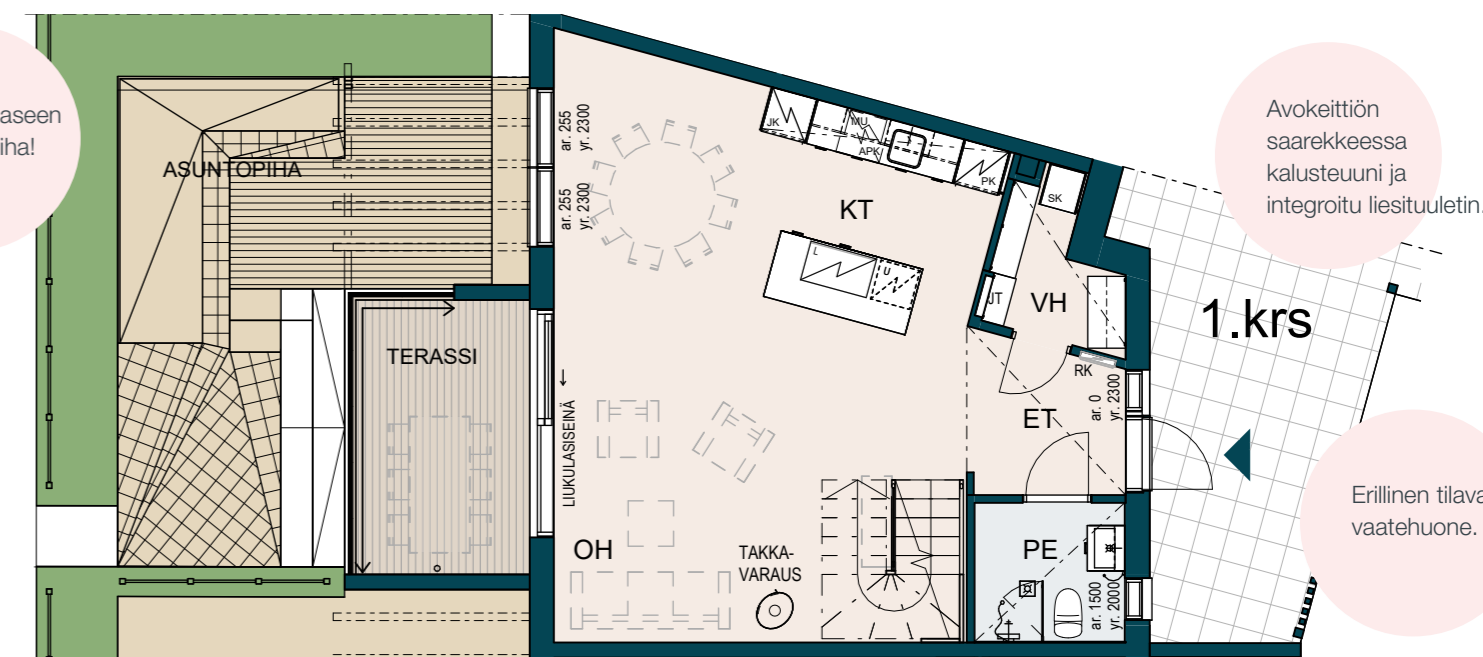 aseen
iha!
ASUNTOPIHA
TERASSI
ar. 255
yr. 2300
ar. 255
yr. 2300
LIUKULASISEINÄ
JK
MU
APK
PK
KT
L
U
SK
JT
VH
RK
ET
ar. 0
yr. 2300
OH
TAKKA-
VARAUS
PE
ar. 1500
yr. 2000
1.krs
Avokeittiön
saarekkeessa
kalusteuuni ja
integroitu liesituuletin.
Erillinen tilava
vaatehuone.